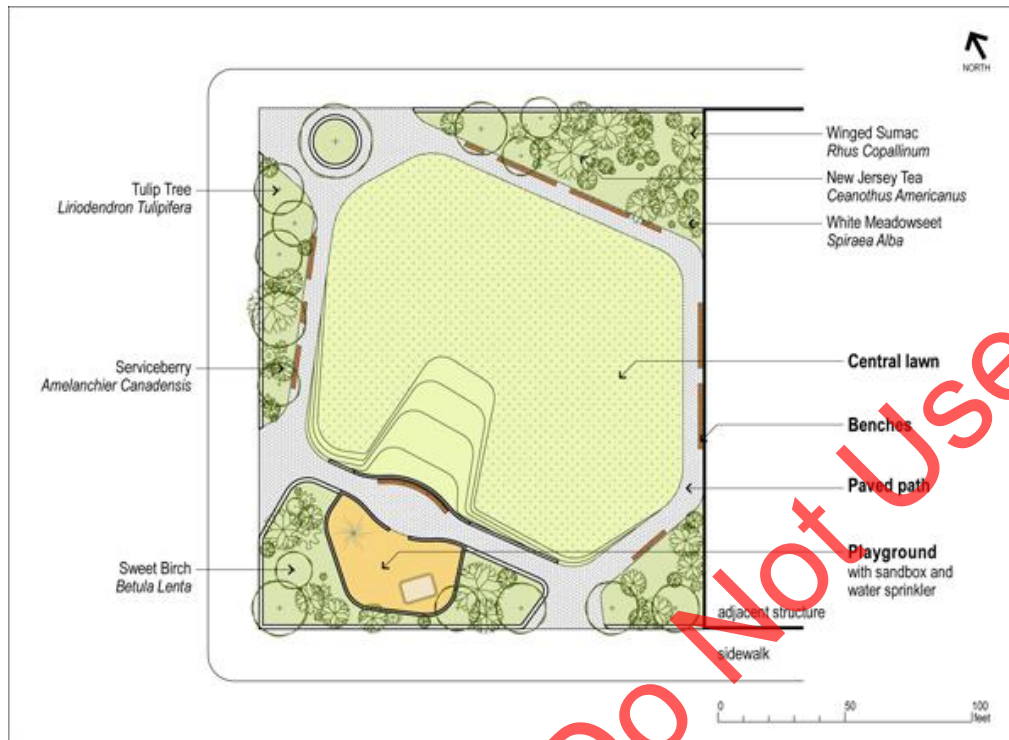 NORTH
Winged Sumac
Rhus Copallinum
New Jersey Tea
Ceanothus Americanus
White Meadowseet
Spiraea Alba
Tulip Tree
Liriodendron Tulipifera
Serviceberry
Amelanchier Canadensis
Central lawn
Benches
Paved path
Playground
with sandbox and
water sprinkler
Sweet Birch
Betula Lenta
adjacent structure
sidewalk
0 50 100
feet
Do Not Use